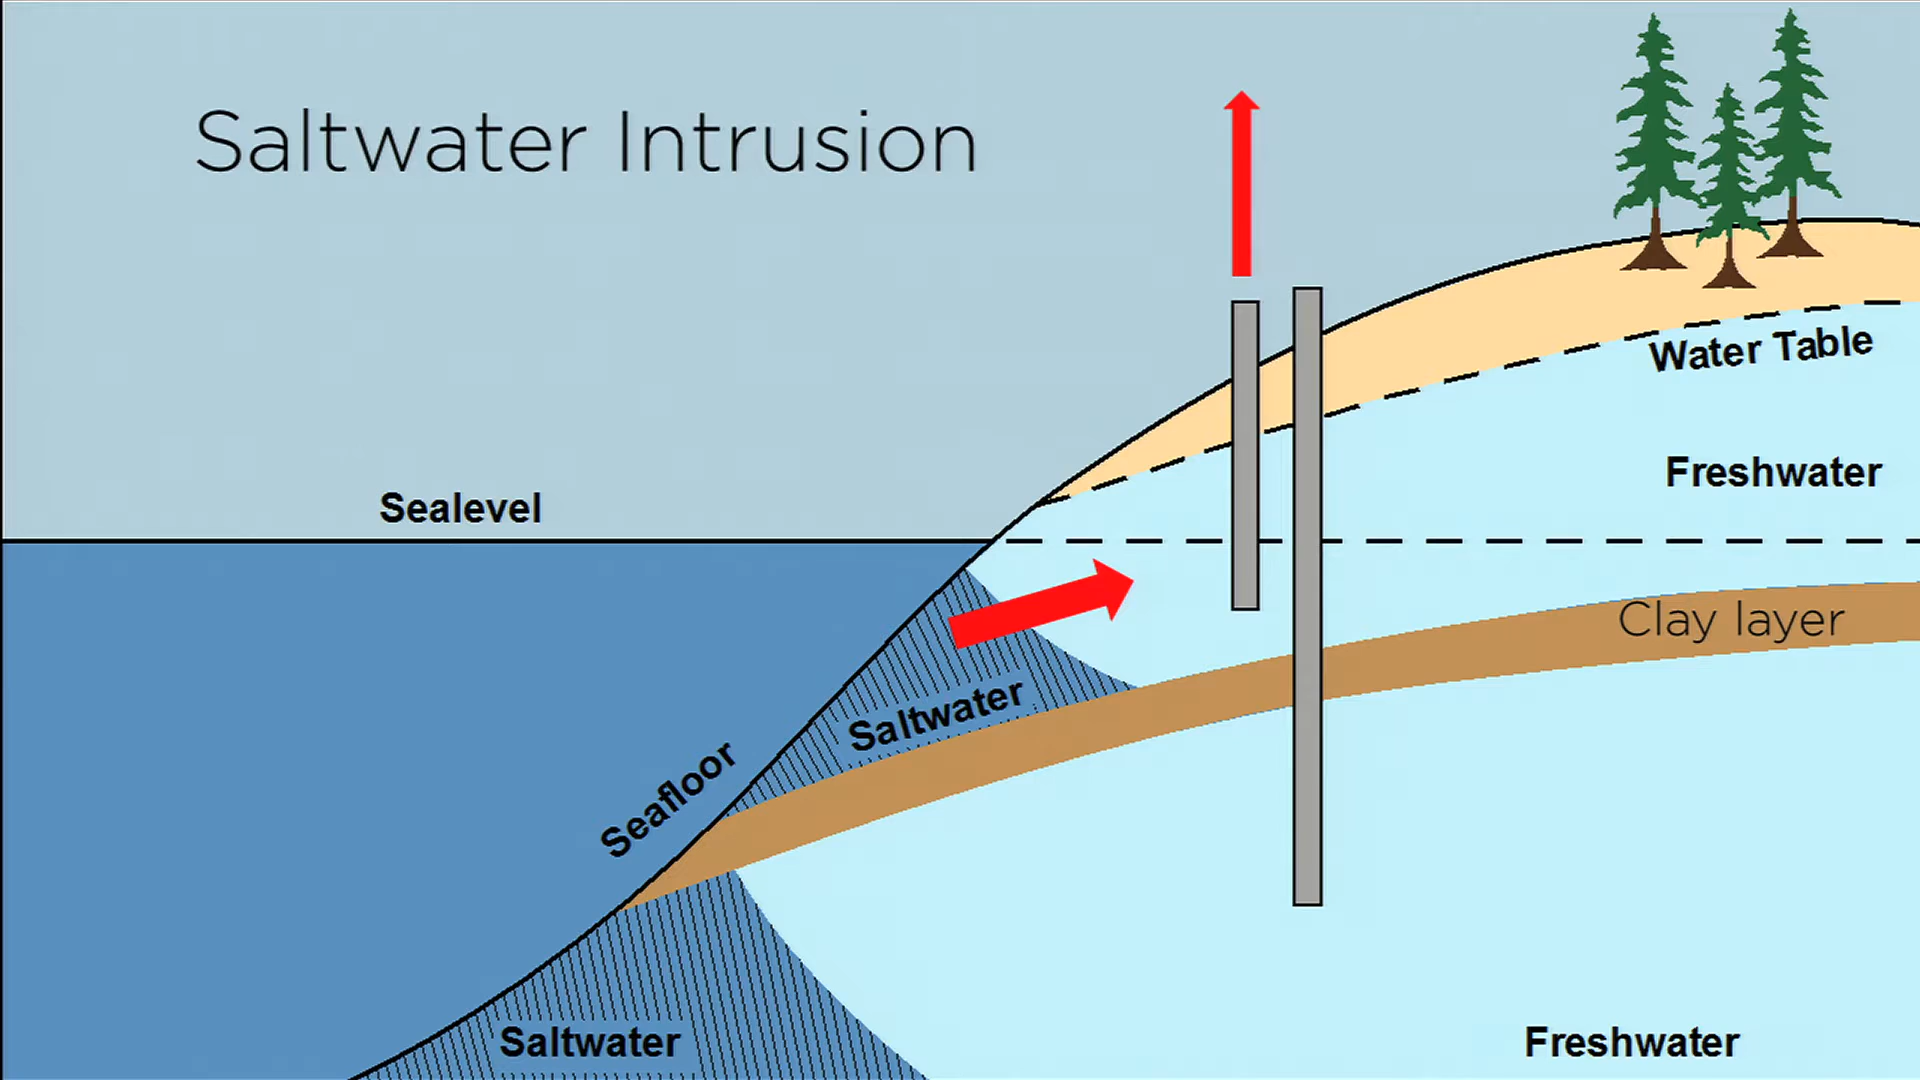 Saltwater Intrusion
Water Table
Freshwater
Sealevel
Clay layer
Saltwater
Seafloor
Saltwater
Freshwater